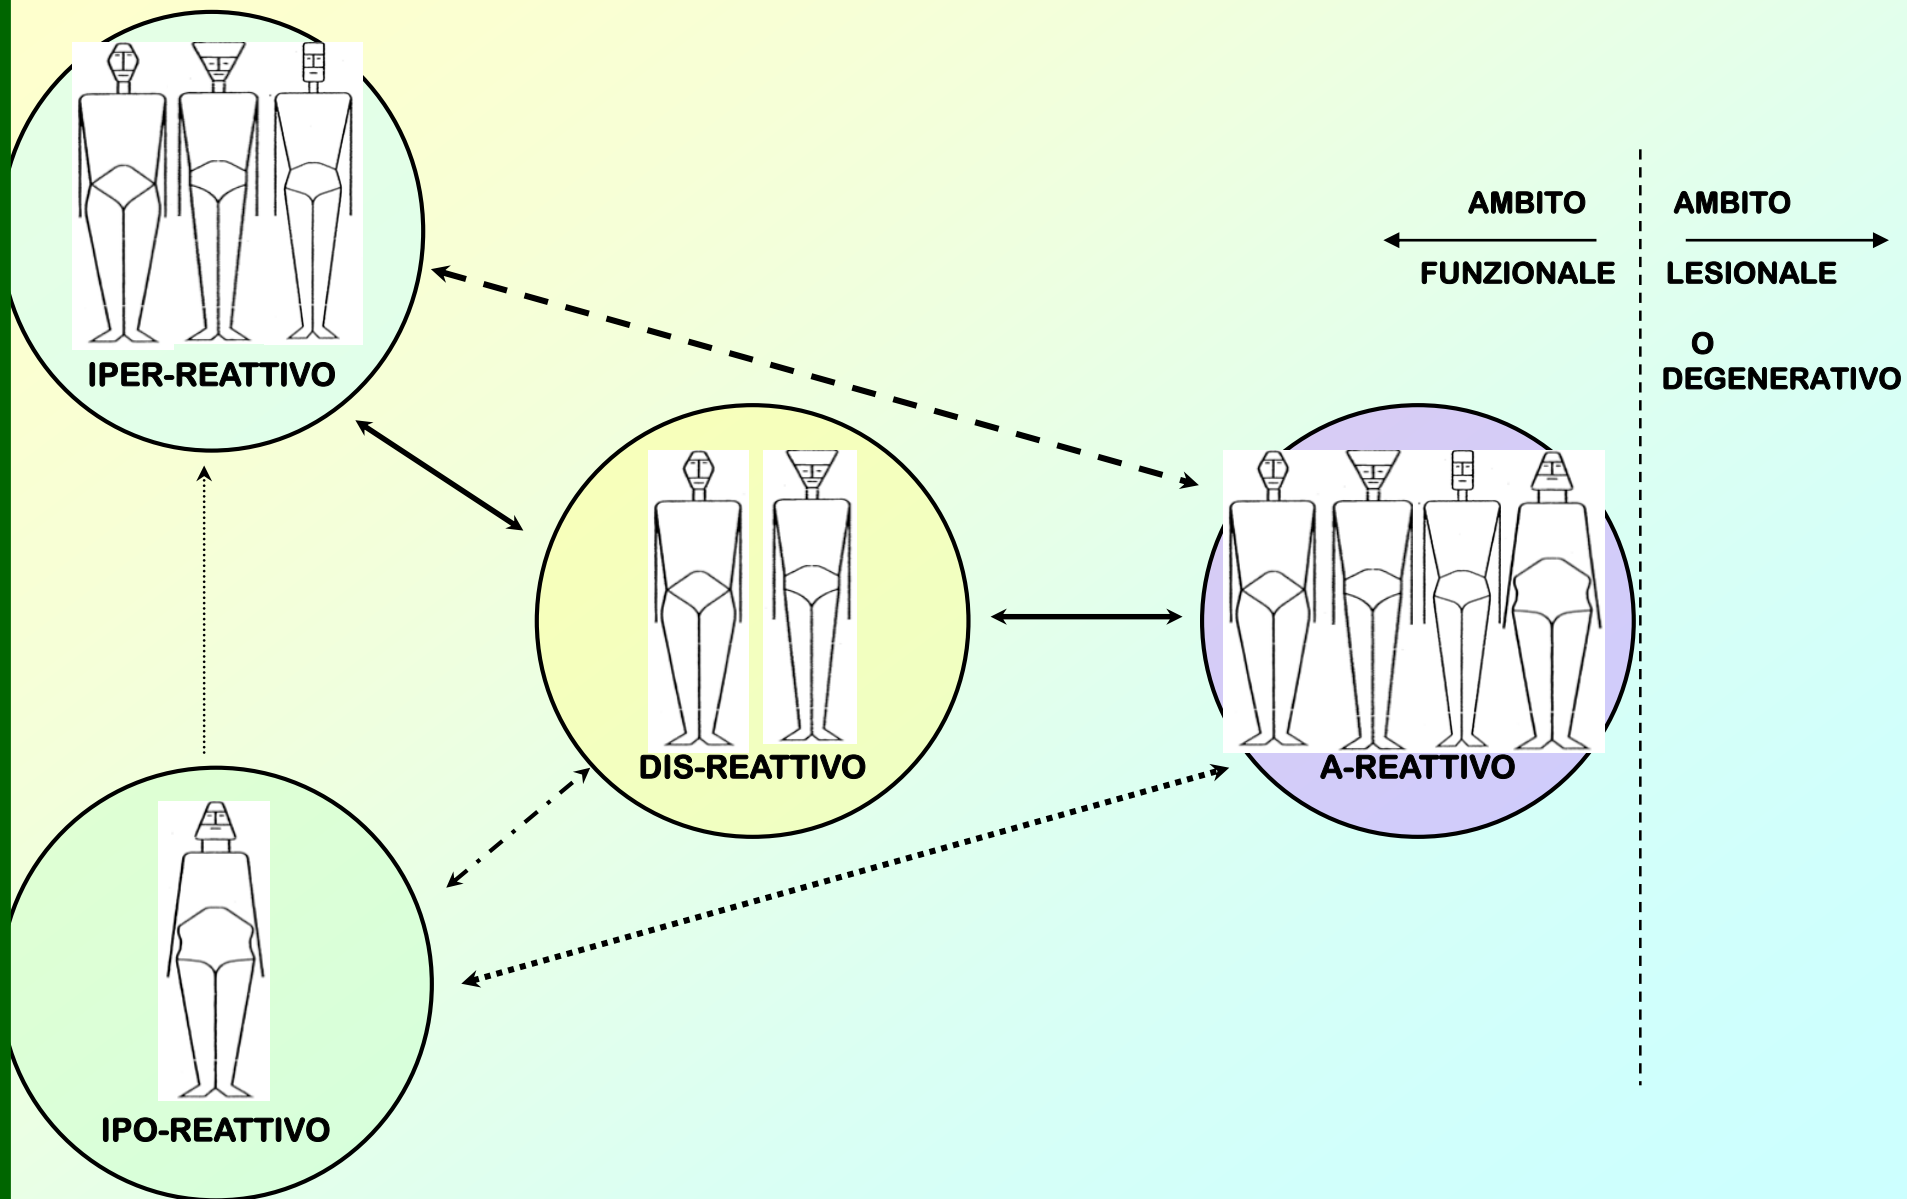 AMBITO
FUNZIONALE
AMBITO
LESIONALE
O
DEGENERATIVO
IPER-REATTIVO
DIS-REATTIVO
A-REATTIVO
IPO-REATTIVO